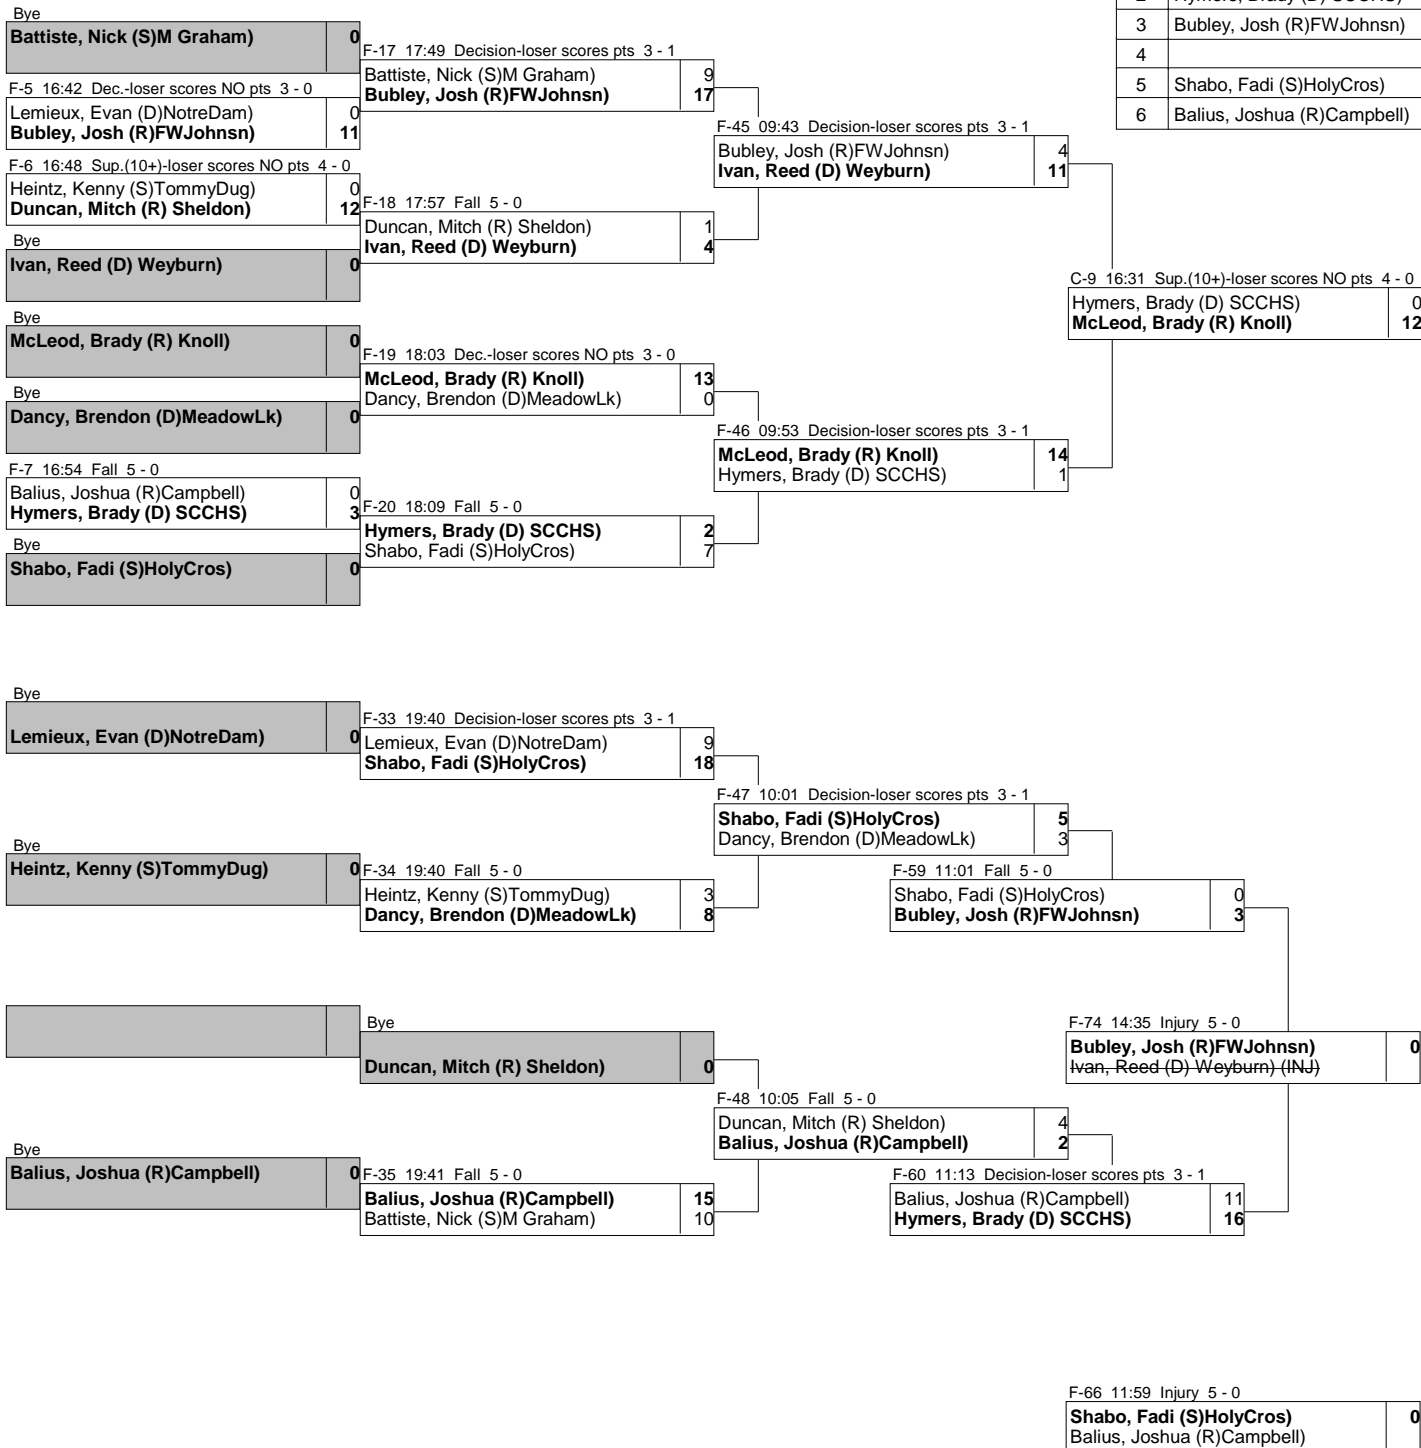 Bye
Battiste, Nick (S)M Graham) 0
F-5 16:42 Dec.-loser scores NO pts 3 - 0
Lemieux, Evan (D)NotreDam) 0
Bubley, Josh (R)FWJohnsn) 11
F-6 16:48 Sup.(10+)-loser scores NO pts 4 - 0
Heintz, Kenny (S)TommyDug) 0
Duncan, Mitch (R) Sheldon) 12
Bye
Ivan, Reed (D) Weyburn) 0
Bye
McLeod, Brady (R) Knoll) 0
Bye
Dancy, Brendon (D)MeadowLk) 0
F-7 16:54 Fall 5 - 0
Balius, Joshua (R)Campbell) 0
Hymers, Brady (D) SCCHS) 3
Bye
Shabo, Fadi (S)HolyCros) 0
F-17 17:49 Decision-loser scores pts 3 - 1
Battiste, Nick (S)M Graham) 9
Bubley, Josh (R)FWJohnsn) 17
F-18 17:57 Fall 5 - 0
Duncan, Mitch (R) Sheldon) 1
Ivan, Reed (D) Weyburn) 4
F-19 18:03 Dec.-loser scores NO pts 3 - 0
McLeod, Brady (R) Knoll) 13
Dancy, Brendon (D)MeadowLk) 0
F-20 18:09 Fall 5 - 0
Hymers, Brady (D) SCCHS) 2
Shabo, Fadi (S)HolyCros) 7
F-45 09:43 Decision-loser scores pts 3 - 1
Bubley, Josh (R)FWJohnsn) 4
Ivan, Reed (D) Weyburn) 11
F-46 09:53 Decision-loser scores pts 3 - 1
McLeod, Brady (R) Knoll) 14
Hymers, Brady (D) SCCHS) 1
C-9 16:31 Sup.(10+)-loser scores NO pts 4 - 0
Hymers, Brady (D) SCCHS) 0
McLeod, Brady (R) Knoll) 12
3 Bubley, Josh (R)FWJohnsn)
4
5 Shabo, Fadi (S)HolyCros)
6 Balius, Joshua (R)Campbell)
Bye
Lemieux, Evan (D)NotreDam) 0
Bye
Heintz, Kenny (S)TommyDug) 0
Bye
Balius, Joshua (R)Campbell) 0
F-33 19:40 Decision-loser scores pts 3 - 1
Lemieux, Evan (D)NotreDam) 9
Shabo, Fadi (S)HolyCros) 18
F-34 19:40 Fall 5 - 0
Heintz, Kenny (S)TommyDug) 3
Dancy, Brendon (D)MeadowLk) 8
Bye
Duncan, Mitch (R) Sheldon) 0
F-35 19:41 Fall 5 - 0
Balius, Joshua (R)Campbell) 15
Battiste, Nick (S)M Graham) 10
F-47 10:01 Decision-loser scores pts 3 - 1
Shabo, Fadi (S)HolyCros) 5
Dancy, Brendon (D)MeadowLk) 3
F-48 10:05 Fall 5 - 0
Duncan, Mitch (R) Sheldon) 4
Balius, Joshua (R)Campbell) 2
F-59 11:01 Fall 5 - 0
Shabo, Fadi (S)HolyCros) 0
Bubley, Josh (R)FWJohnsn) 3
F-60 11:13 Decision-loser scores pts 3 - 1
Balius, Joshua (R)Campbell) 11
Hymers, Brady (D) SCCHS) 16
F-74 14:35 Injury 5 - 0
Bubley, Josh (R)FWJohnsn) 0
Ivan, Reed (D) Weyburn) (INJ)
F-66 11:59 Injury 5 - 0
Shabo, Fadi (S)HolyCros) 0
Balius, Joshua (R)Campbell)